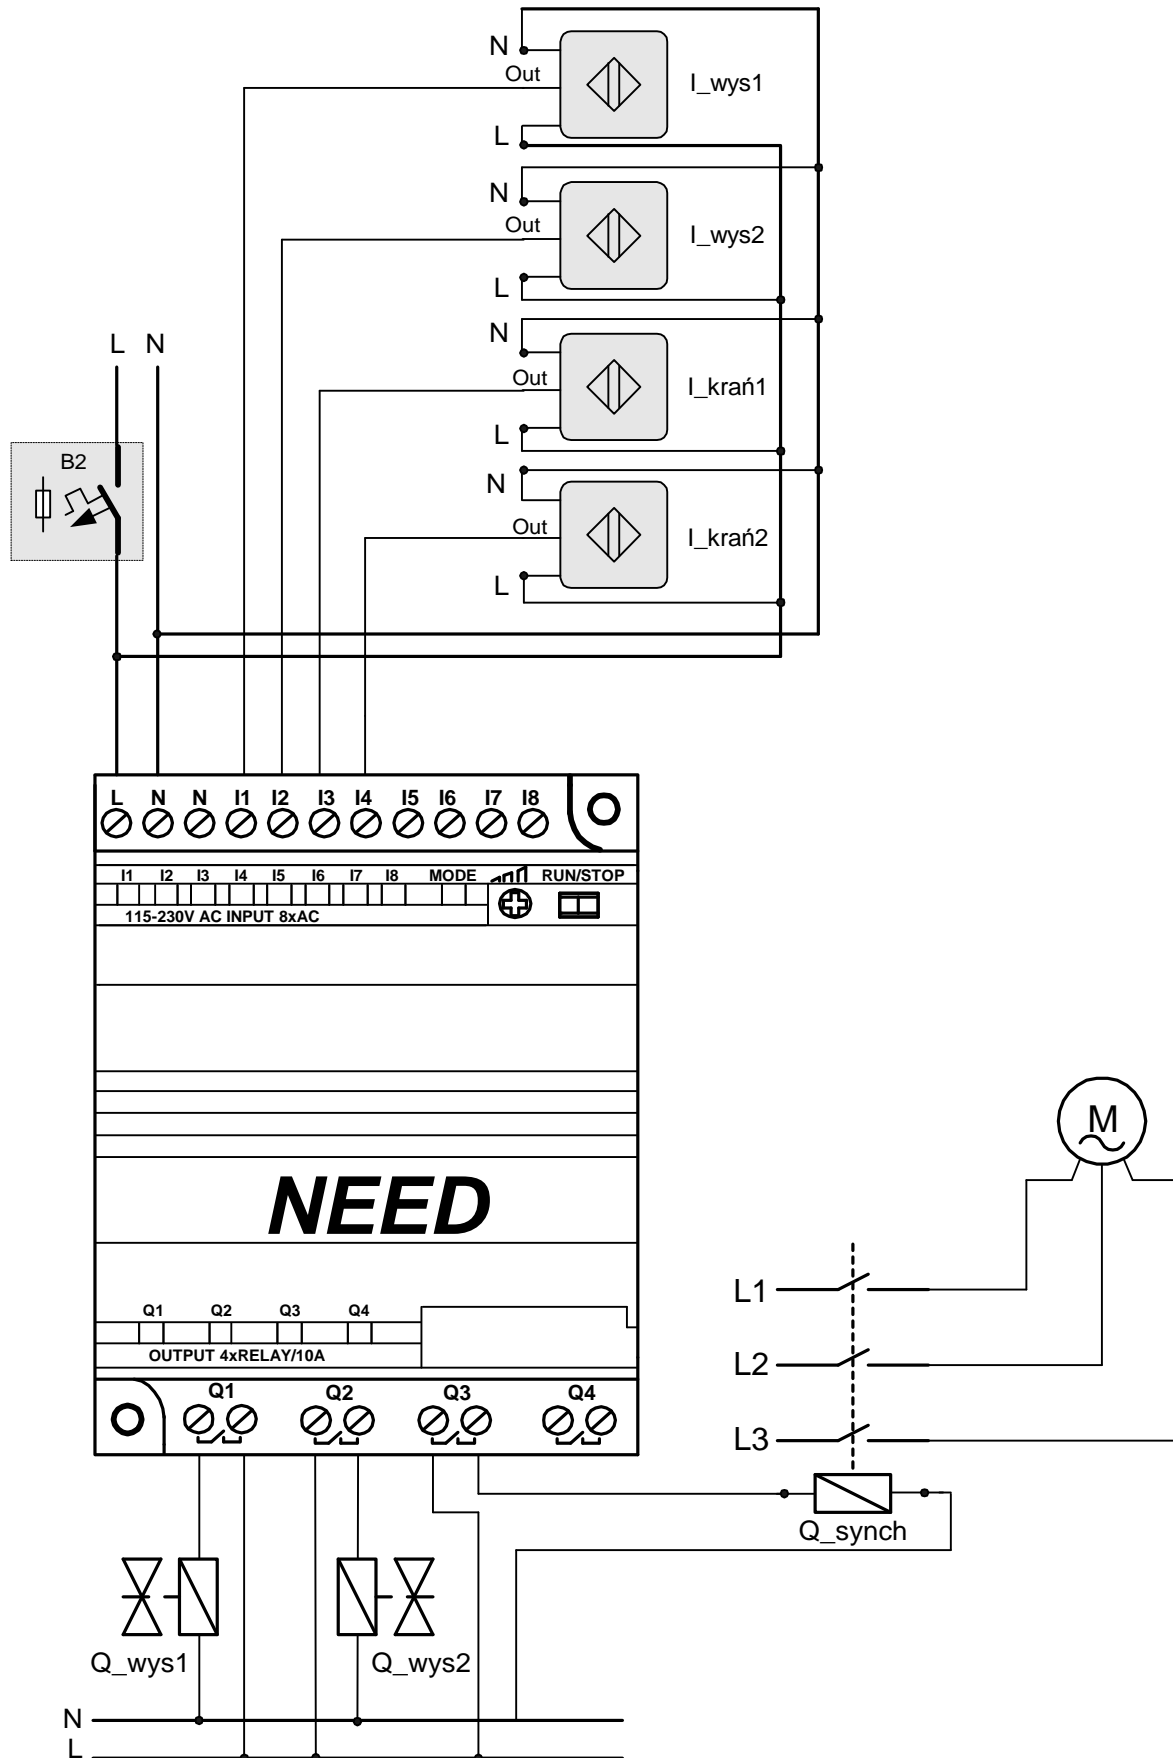 N
Out
I_wys1
L
N
Out
I_wys2
L
N
L N
Out
I_krań1
L
B2
N
Out
I_krań2
L
L N N I1 I2 I3 I4 I5 I6 I7 I8
I1 I2 I3 I4 I5 I6 I7 I8 MODE RUN/STOP
115-230V AC INPUT 8xAC
M
NEED
L1
Q1 Q2 Q3 Q4
OUTPUT 4xRELAY/10A
L2
Q1 Q2 Q3 Q4
L3
Q_synch
Q_wys1 Q_wys2
N
L